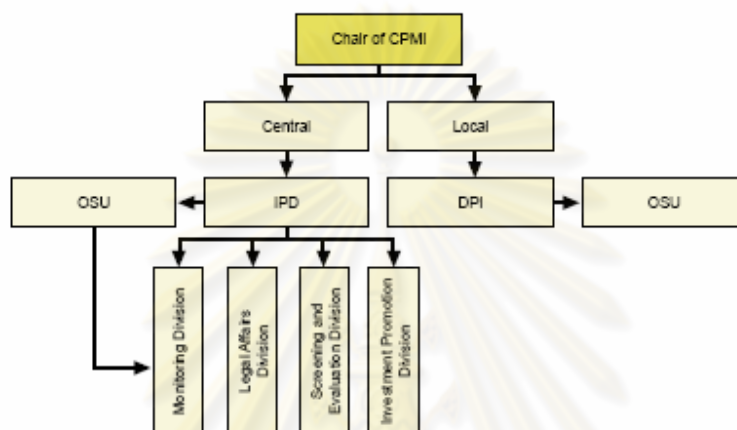 Chair of CPMI
Central
Local
OSU
IPD
DPI
OSU
Monitoring Division
Legal Affairs
Division
Screening and
Evaluation Division
Investment Promotion
Division